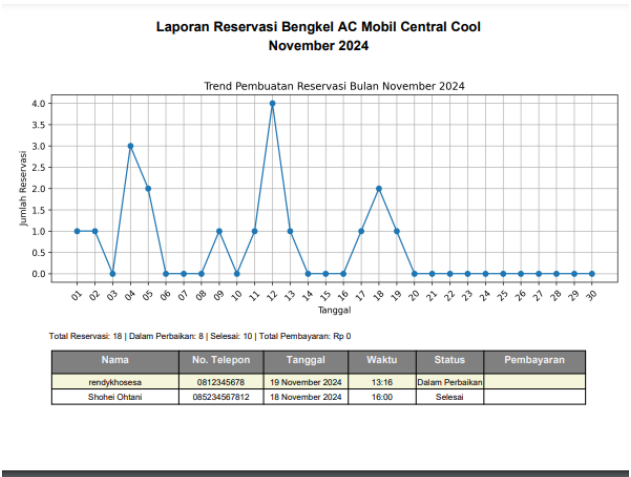 Laporan Reservasi Bengkel AC Mobil Central Cool
November 2024
Trend Pembuatan Reservasi Bulan November 2024
4.0
3.5
3.0
2.5
2.0
1.5
1.0
0.5
0.0
Jumlah Reservasi
01 02 03 04 05 06 07 08 09 10 11 12 13 14 15 16 17 18 19 20 21 22 23 24 25 26 27 28 29 30
Tanggal
Total Reservasi: 18 | Dalam Perbaikan: 8 | Selesai: 10 | Total Pembayaran: Rp 0
Nama No. Telepon Tanggal Waktu Status Pembayaran
rendykhosesa 0812345678 19 November 2024 13:16 Dalam Perbaikan
Shohei Ohtani 085234567812 18 November 2024 16:00 Selesai